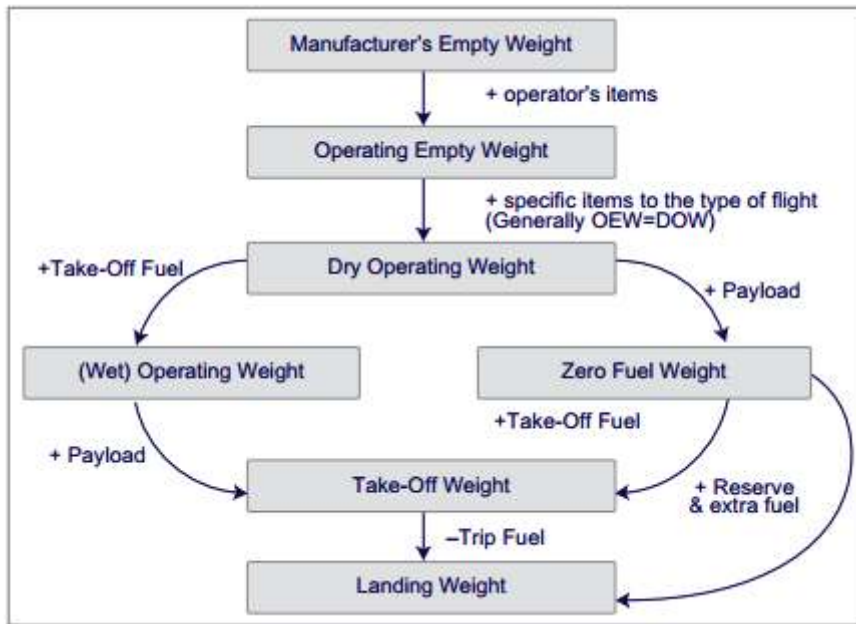 Manufacturer's Empty Weight
+ operator's items
Operating Empty Weight
+ specific items to the type of flight
(Generally OEW=DOW)
+Take-Off Fuel
Dry Operating Weight
+ Payload
(Wet) Operating Weight
Zero Fuel Weight
+Take-Off Fuel
+ Payload
Take-Off Weight
+ Reserve
& extra fuel
–Trip Fuel
Landing Weight